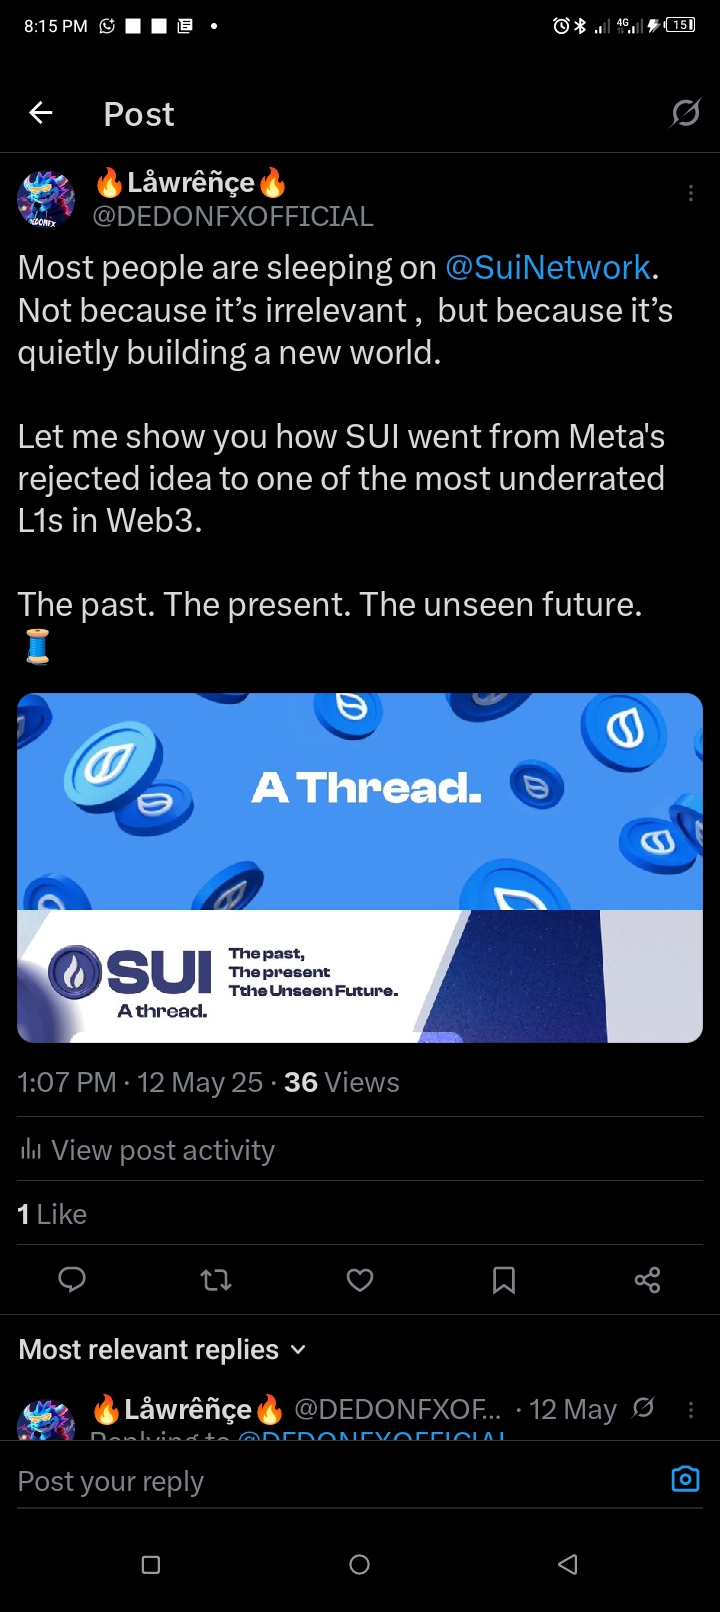 8:15 PM
4G
15
Post
🔥Låwrêñçe🔥
@DEDONFXOFFICIAL
Most people are sleeping on @SuiNetwork.
Not because it’s irrelevant ,  but because it’s
quietly building a new world.
Let me show you how SUI went from Meta's
rejected idea to one of the most underrated
L1s in Web3.
The past. The present. The unseen future.
🧵
A Thread.
SUI
The past,
The present
Tthe Unseen Future.
A thread.
1:07 PM · 12 May 25 · 36 Views
View post activity
1 Like
Most relevant replies
🔥Låwrêñçe🔥 @DEDONFXOF... · 12 May
Replying to @DEDONFXOFFICIAL
Post your reply